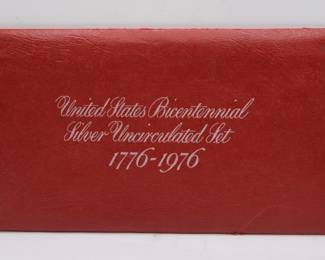 United States Bicentennial
Silver Uncirculated Set
1776-1976